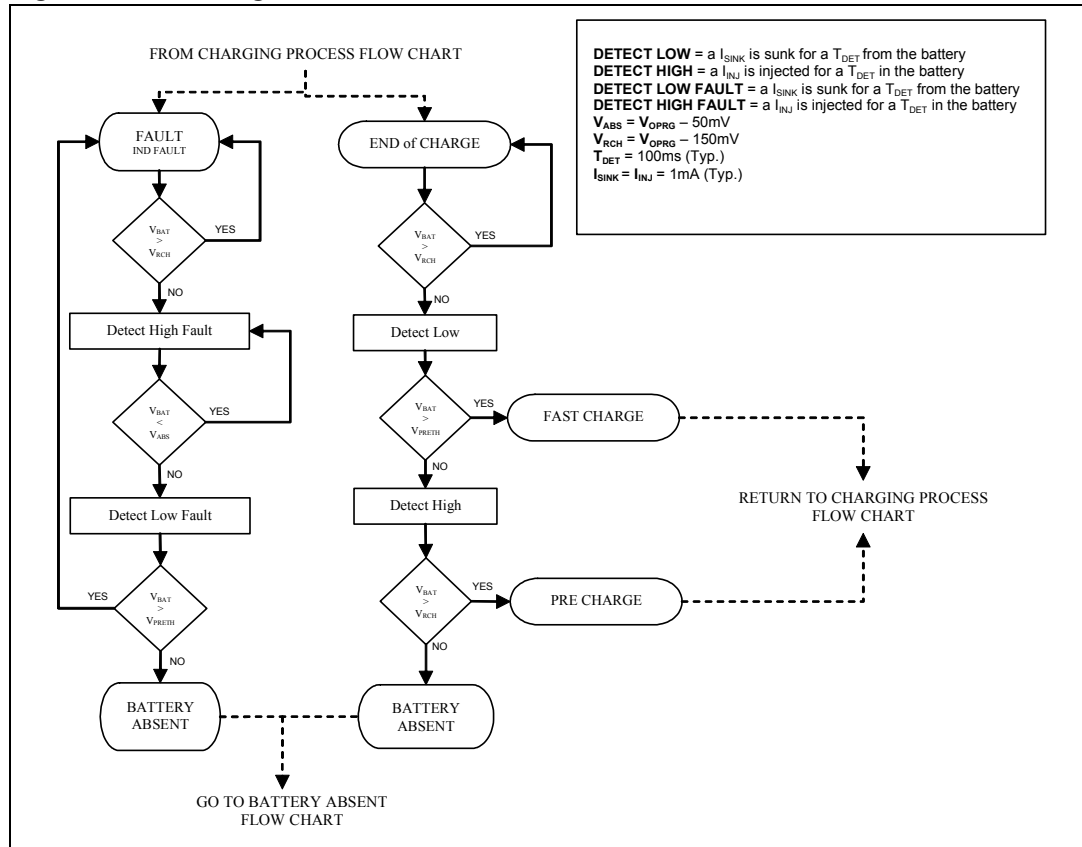 FROM CHARGING PROCESS FLOW CHART
DETECT LOW = a ISINK is sunk for a TDET from the battery
DETECT HIGH = a IINJ is injected for a TDET in the battery
DETECT LOW FAULT = a ISINK is sunk for a TDET from the battery
DETECT HIGH FAULT = a IINJ is injected for a TDET in the battery
VABS = VOPRG – 50mV
VRCH = VOPRG – 150mV
TDET = 100ms (Typ.)
ISINK = IINJ = 1mA (Typ.)
FAULT
IND FAULT
VBAT
>
VRCH
YES
NO
Detect High Fault
VBAT
<
VABS
YES
NO
Detect Low Fault
VBAT
>
VPRETH
YES
NO
BATTERY
ABSENT
END of CHARGE
VBAT
>
VRCH
YES
NO
Detect Low
VBAT
>
VPRETH
YES
FAST CHARGE
NO
Detect High
VBAT
>
VRCH
YES
PRE CHARGE
NO
BATTERY
ABSENT
RETURN TO CHARGING PROCESS
FLOW CHART
GO TO BATTERY ABSENT
FLOW CHART